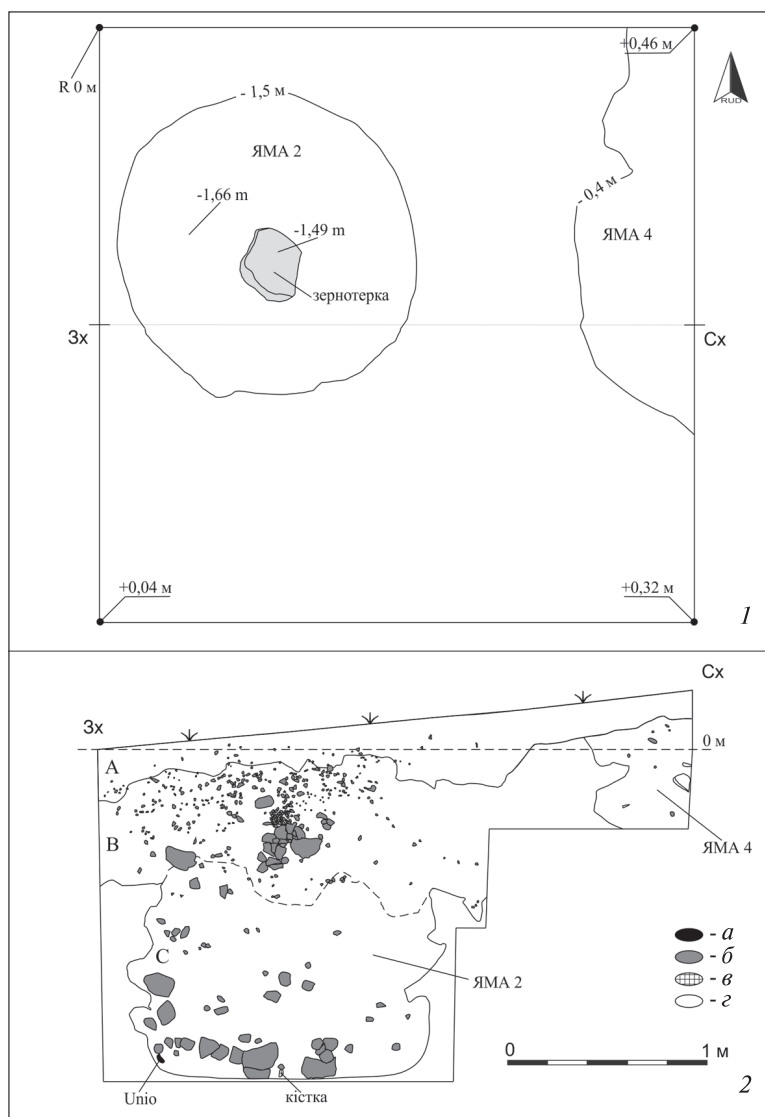 +0,46 м
R 0 м
RUD
- 1,5 м
ЯМА 2
-1,66 m
-1,49 m
зернотерка
- 0,4 м
ЯМА 4
Зх
Сх
+0,04 м
+0,32 м
1
Сх
Зх
0 м
A
B
C
ЯМА 4
ЯМА 2
- а
- б
- в
- г
0
1 м
Unio
кістка
2